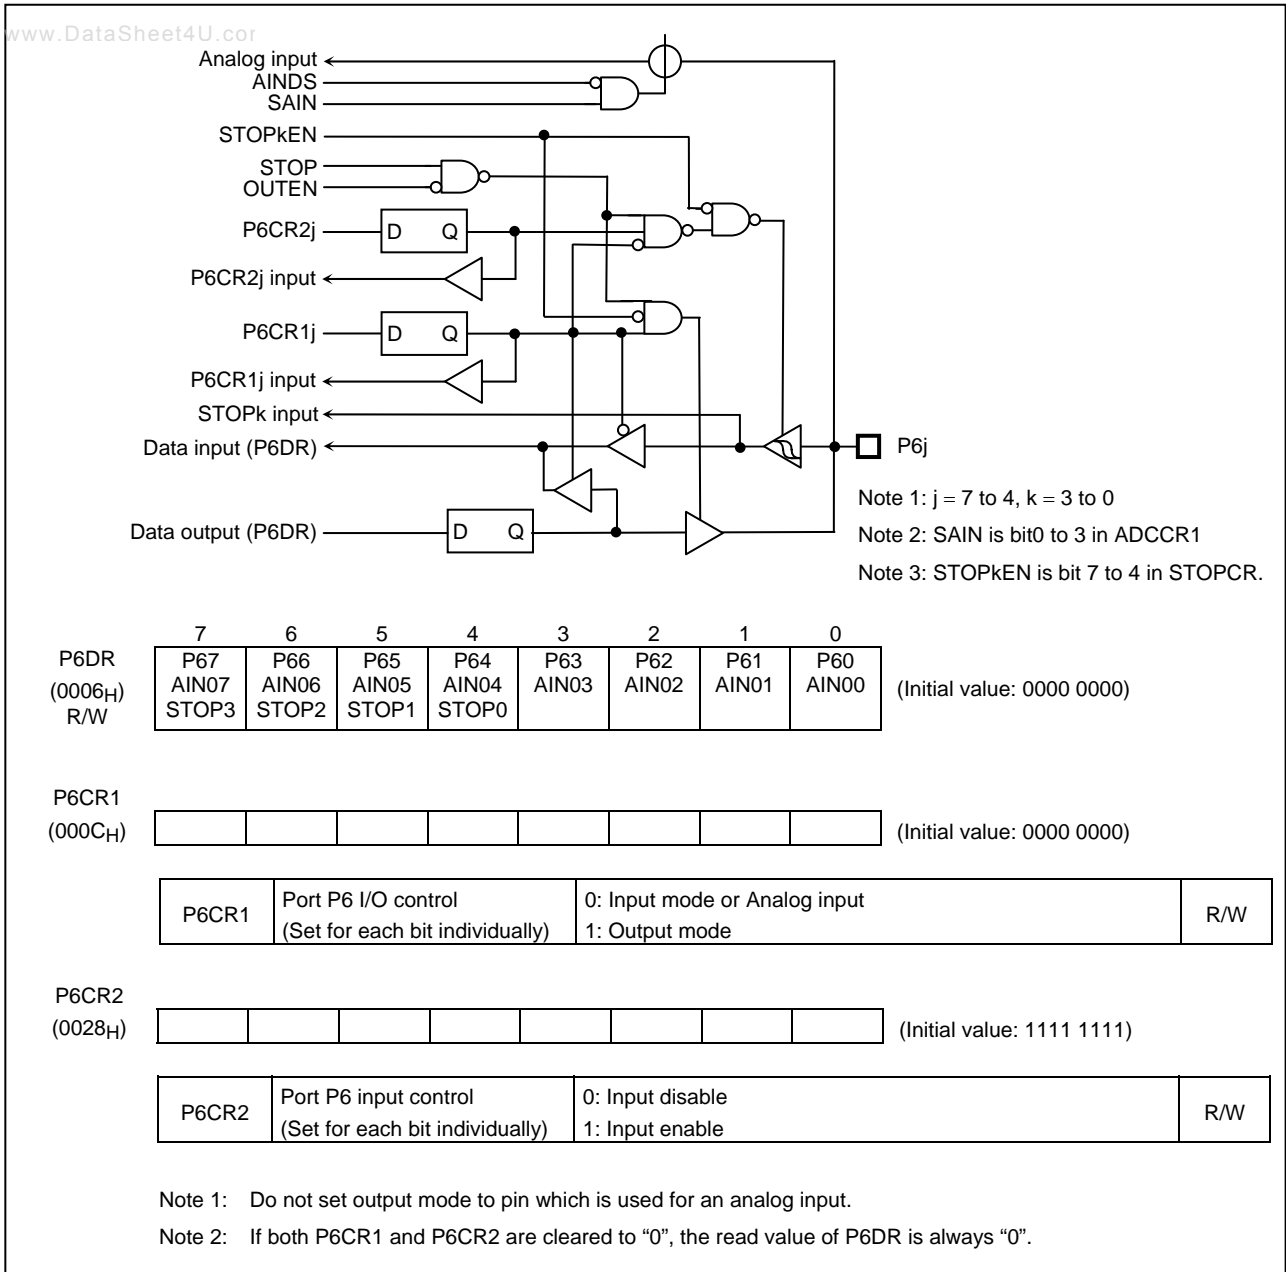 www.DataSheet4U.com
Analog input
AINDS
SAIN
STOPkEN
STOP
OUTEN
P6CR2j
D Q
P6CR2j input
P6CR1j
D Q
P6CR1j input
STOPk input
Data input (P6DR)
P6j
Note 1: j = 7 to 4, k = 3 to 0
Data output (P6DR)
D Q
Note 2: SAIN is bit0 to 3 in ADCCR1
Note 3: STOPkEN is bit 7 to 4 in STOPCR.
7 6 5 4 3 2 1 0
P6DR
(0006H)
R/W
P67 P66 P65 P64 P63 P62 P61 P60
AIN07 AIN06 AIN05 AIN04 AIN03 AIN02 AIN01 AIN00
STOP3 STOP2 STOP1 STOP0
(Initial value: 0000 0000)
P6CR1
(000CH)
(Initial value: 0000 0000)
P6CR1
Port P6 I/O control
(Set for each bit individually)
0: Input mode or Analog input
1: Output mode
R/W
P6CR2
(0028H)
(Initial value: 1111 1111)
P6CR2
Port P6 input control
(Set for each bit individually)
0: Input disable
1: Input enable
R/W
Note 1: Do not set output mode to pin which is used for an analog input.
Note 2: If both P6CR1 and P6CR2 are cleared to “0”, the read value of P6DR is always “0”.